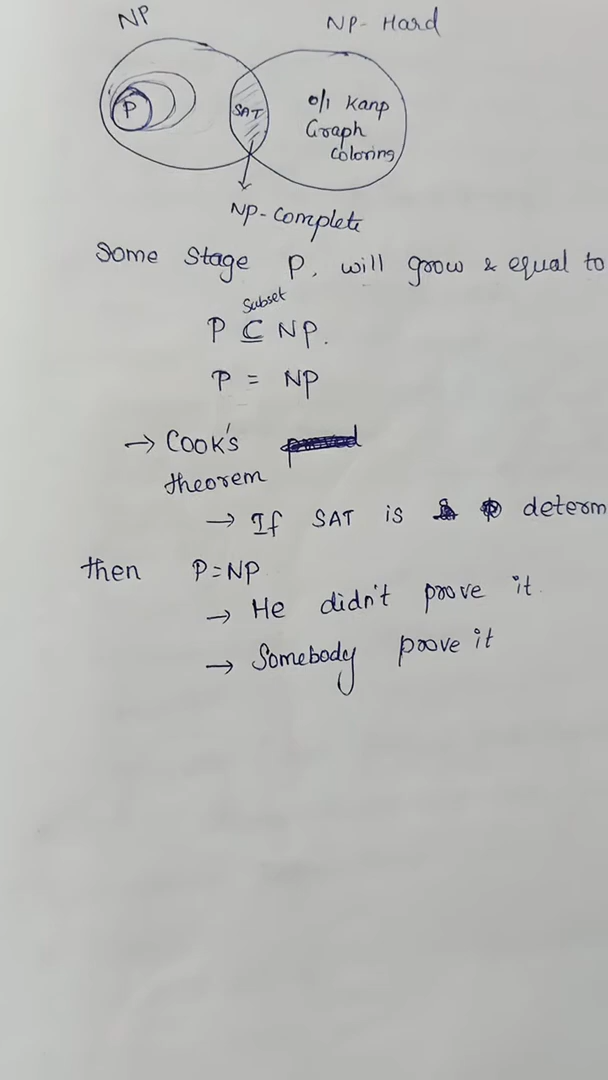 NP
NP- Hard
P
SAT
0/1 Kanp
Graph
Coloring
NP-Complete
Some Stage P, will grow & equal to
Subset
P ⊆ NP.
P = NP
→ Cook's
theorem
→ If SAT is determ
then P=NP
→ He didn't prove it
→ Somebody prove it